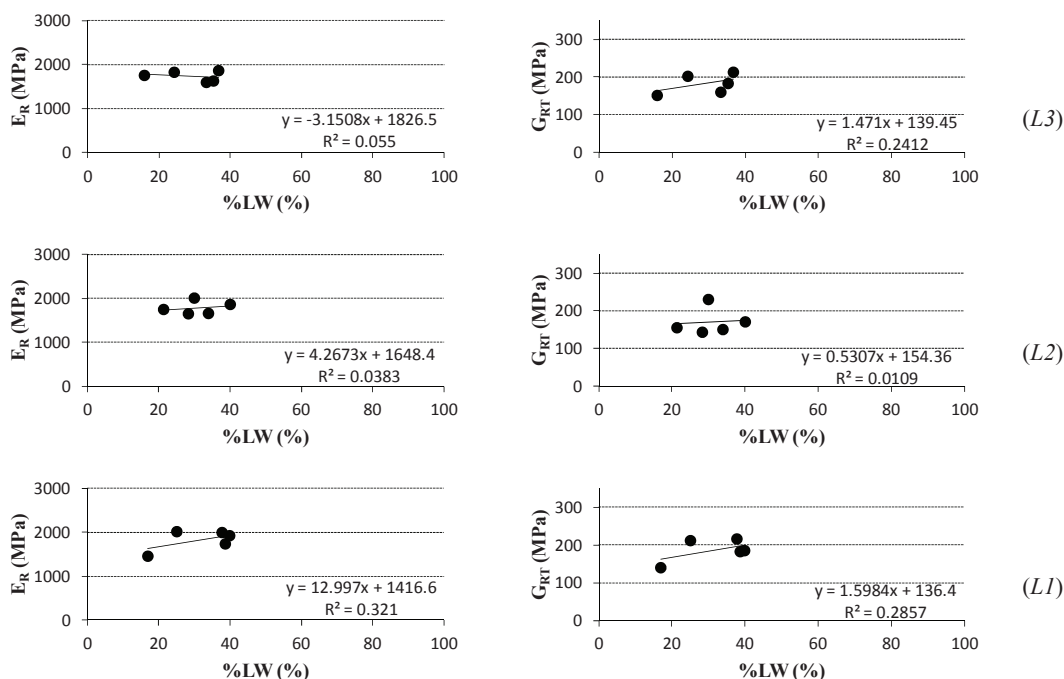 3000
2000
1000
0
E_R (MPa)
y = -3.1508x + 1826.5
R² = 0.055
0 20 40 60 80 100
%LW (%)
300
200
100
0
G_RT (MPa)
y = 1.471x + 139.45
R² = 0.2412
0 20 40 60 80 100
%LW (%)
(L3)
3000
2000
1000
0
E_R (MPa)
y = 4.2673x + 1648.4
R² = 0.0383
0 20 40 60 80 100
%LW (%)
300
200
100
0
G_RT (MPa)
y = 0.5307x + 154.36
R² = 0.0109
0 20 40 60 80 100
%LW (%)
(L2)
3000
2000
1000
0
E_R (MPa)
y = 12.997x + 1416.6
R² = 0.321
0 20 40 60 80 100
%LW (%)
300
200
100
0
G_RT (MPa)
y = 1.5984x + 136.4
R² = 0.2857
0 20 40 60 80 100
%LW (%)
(L1)